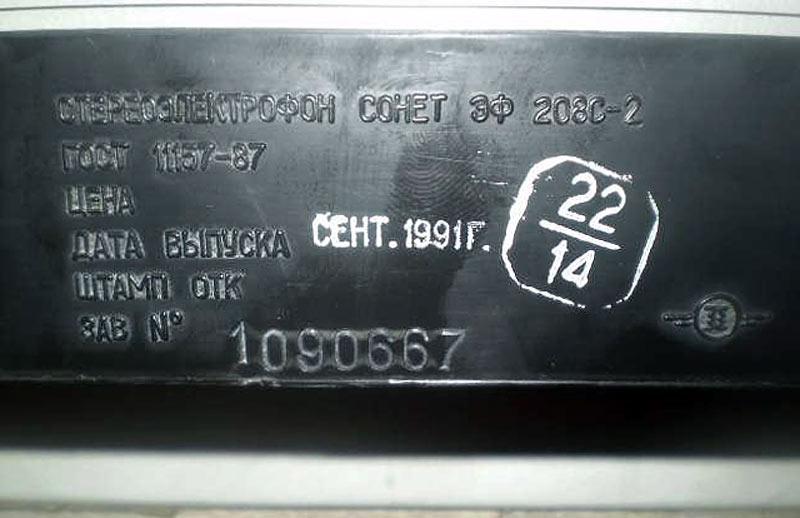 СТЕРЕОЭЛЕКТРОФОН СОНЕТ ЭФ 208С-2
ГОСТ 11157-87
ЦЕНА
ДАТА ВЫПУСКА СЕНТ.1991Г.
22
14
ШТАМП ОТК
ЗАВ N° 1090667